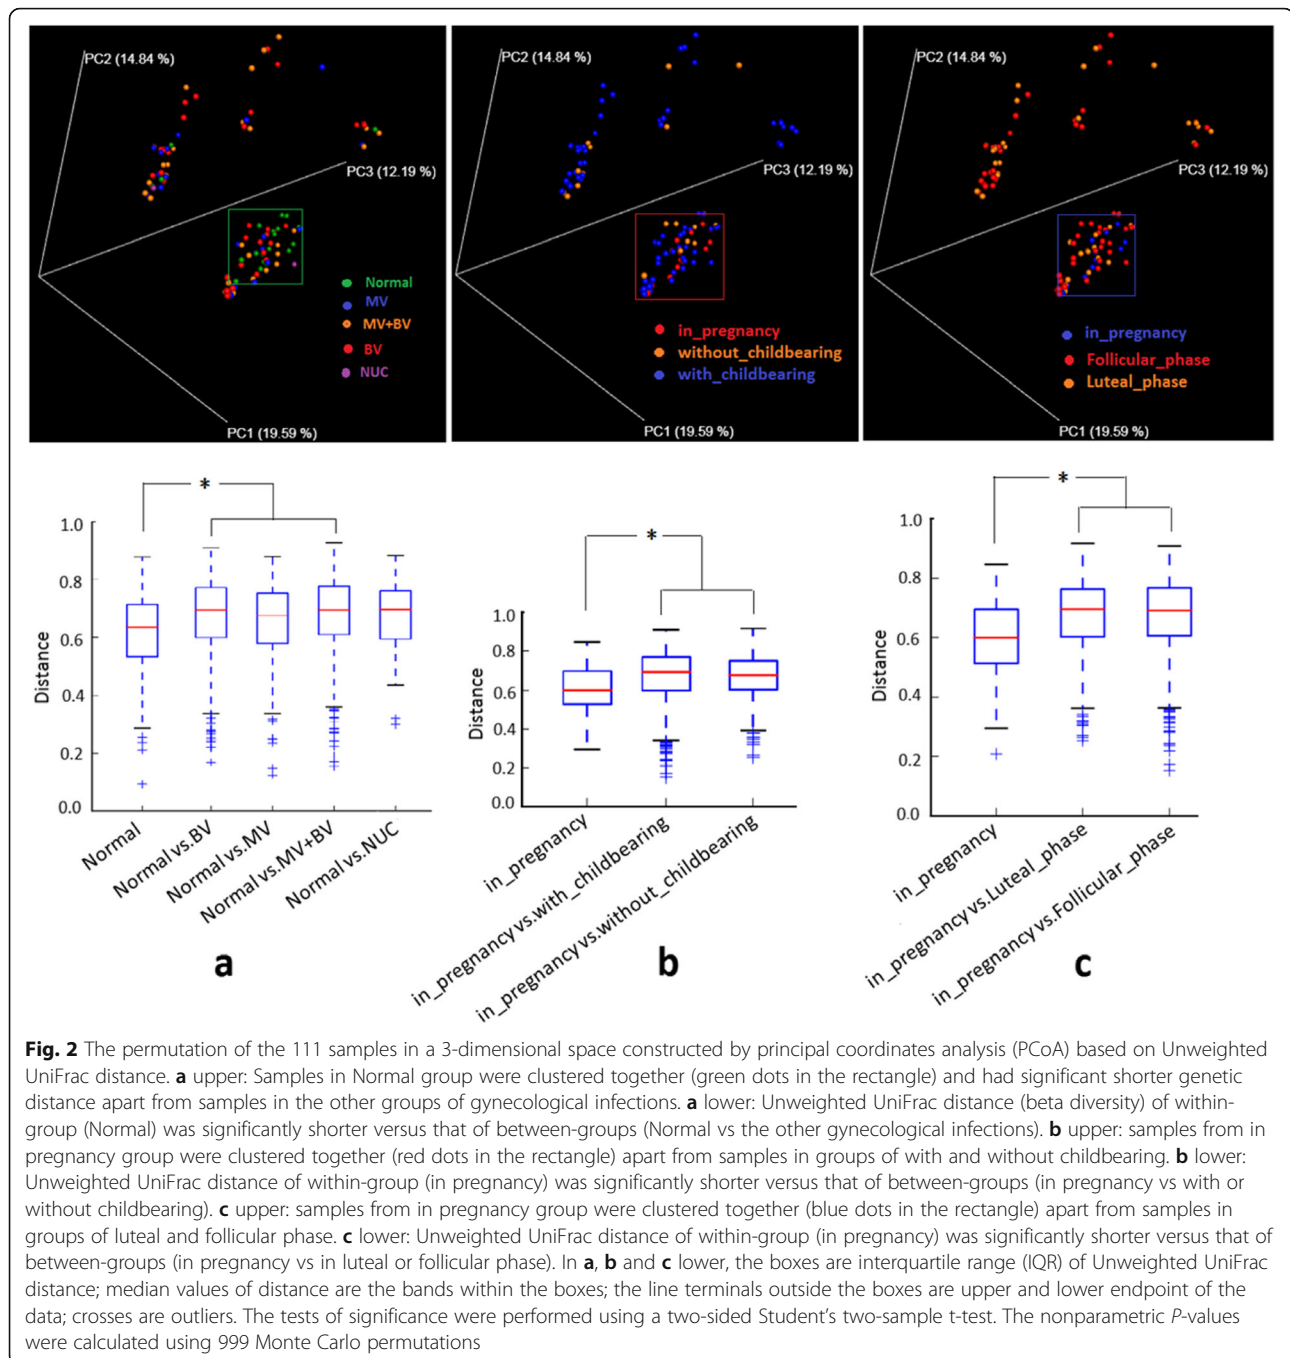 PC2 (14.84 %)
PC3 (12.19 %)
Normal
MV
MV+BV
BV
NUC
PC1 (19.59 %)
PC2 (14.84 %)
PC3 (12.19 %)
in_pregnancy
without_childbearing
with_childbearing
PC1 (19.59 %)
PC2 (14.84 %)
PC3 (12.19 %)
in_pregnancy
Follicular_phase
Luteal_phase
PC1 (19.59 %)
*
1.0
0.8
0.6
0.4
0.2
0.0
Distance
Normal
Normal vs.BV
Normal vs.MV
Normal vs.MV+BV
Normal vs.NUC
a
*
1.0
0.8
0.6
0.4
0.2
0.0
Distance
in_pregnancy
in_pregnancy vs.with_childbearing
in_pregnancy vs.without_childbearing
b
*
1.0
0.8
0.6
0.4
0.2
0.0
Distance
in_pregnancy
in_pregnancy vs.Luteal_phase
in_pregnancy vs.Follicular_phase
c
Fig. 2 The permutation of the 111 samples in a 3-dimensional space constructed by principal coordinates analysis (PCoA) based on Unweighted
UniFrac distance. a upper: Samples in Normal group were clustered together (green dots in the rectangle) and had significant shorter genetic
distance apart from samples in the other groups of gynecological infections. a lower: Unweighted UniFrac distance (beta diversity) of within-
group (Normal) was significantly shorter versus that of between-groups (Normal vs the other gynecological infections). b upper: samples from in
pregnancy group were clustered together (red dots in the rectangle) apart from samples in groups of with and without childbearing. b lower:
Unweighted UniFrac distance of within-group (in pregnancy) was significantly shorter versus that of between-groups (in pregnancy vs with or
without childbearing). c upper: samples from in pregnancy group were clustered together (blue dots in the rectangle) apart from samples in
groups of luteal and follicular phase. c lower: Unweighted UniFrac distance of within-group (in pregnancy) was significantly shorter versus that of
between-groups (in pregnancy vs in luteal or follicular phase). In a, b and c lower, the boxes are interquartile range (IQR) of Unweighted UniFrac
distance; median values of distance are the bands within the boxes; the line terminals outside the boxes are upper and lower endpoint of the
data; crosses are outliers. The tests of significance were performed using a two-sided Student's two-sample t-test. The nonparametric P-values
were calculated using 999 Monte Carlo permutations